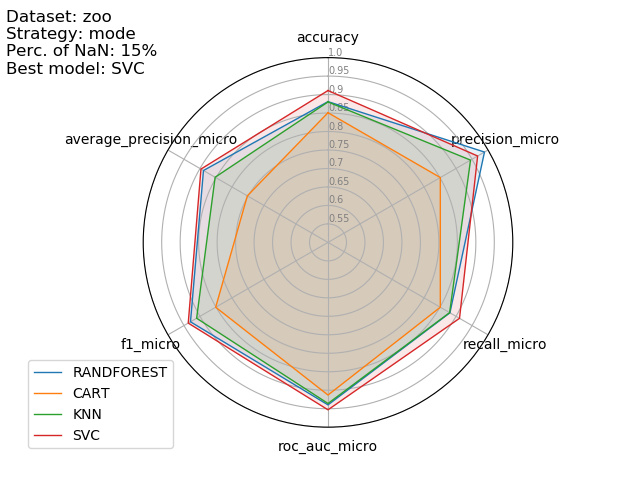 Dataset: zoo
Strategy: mode
Perc. of NaN: 15%
Best model: SVC
accuracy
1.0
0.95
0.9
0.85
0.8
0.75
0.7
0.65
0.6
0.55
average_precision_micro
precision_micro
f1_micro
recall_micro
roc_auc_micro
RANDFOREST
CART
KNN
SVC